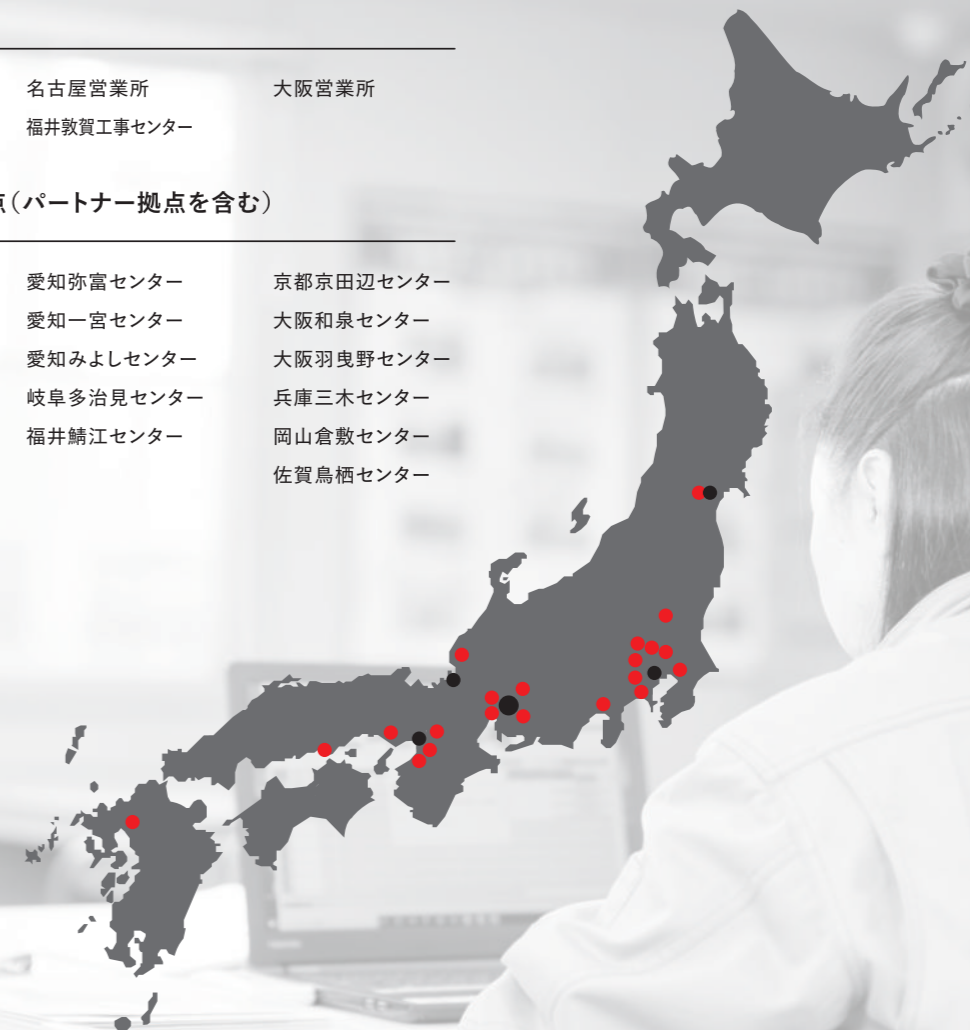 名古屋営業所
福井敦賀工事センター
大阪営業所
点（パートナー拠点を含む）
愛知弥富センター
愛知一宮センター
愛知みよしセンター
岐阜多治見センター
福井鯖江センター
京都京田辺センター
大阪和泉センター
大阪羽曳野センター
兵庫三木センター
岡山倉敷センター
佐賀鳥栖センター